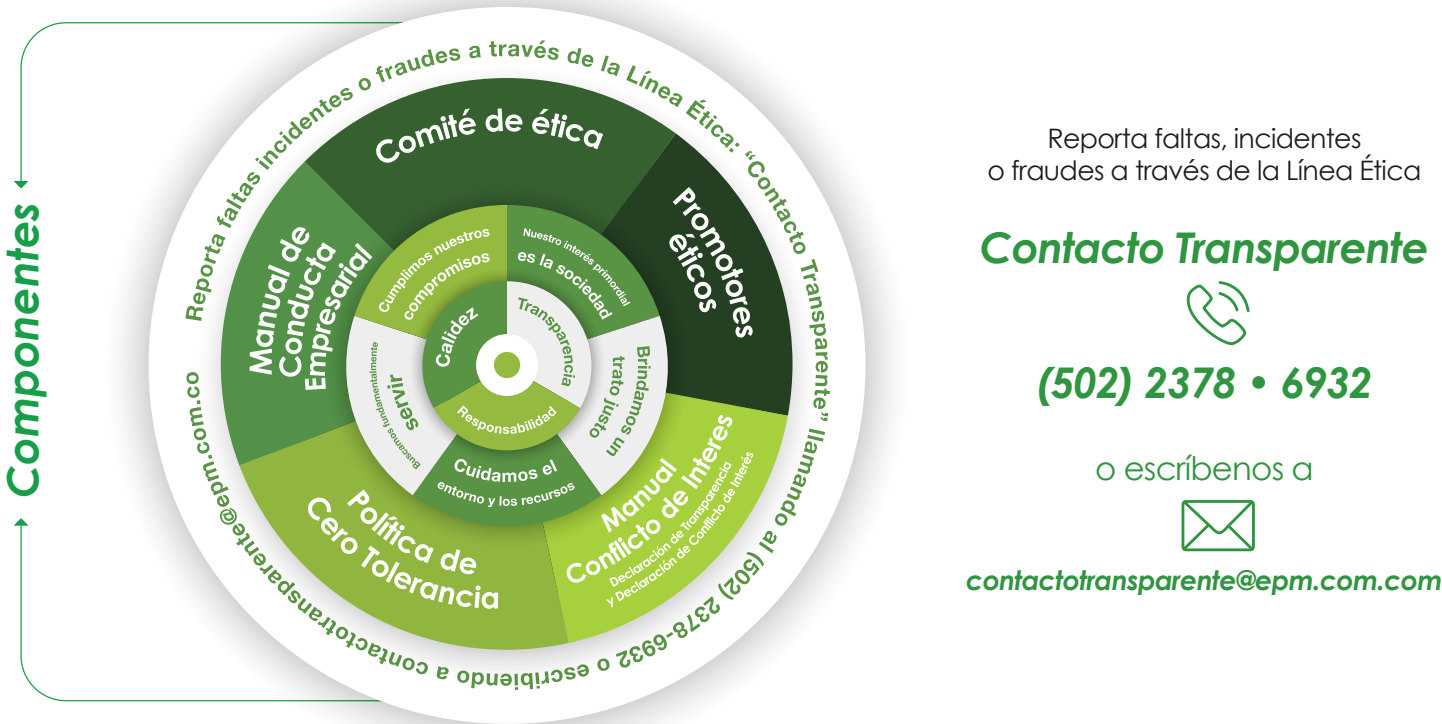 Componentes
Reporta faltas incidentes o fraudes a través de la Línea Ética: “Contacto Transparente” llamando al (502) 2378-6932 o escribiendo a contactotransparente@epm.com.co
Comité de ética
Promotores
éticos
Manual
Conflicto de Interes
Declaración de Transparencia
y Declaración de Conflicto de Interés
Política de
Cero Tolerancia
Manual de
Conducta
Empresarial
Cumplimos nuestros
compromisos
Nuestro interés primordial
es la sociedad
Brindamos un
trato justo
Cuidamos el
entorno y los recursos
Buscamos fundamentalmente
servir
Calidez
Transparencia
Responsabilidad
Reporta faltas, incidentes
o fraudes a través de la Línea Ética
Contacto Transparente
(502) 2378 • 6932
o escríbenos a
contactotransparente@epm.com.com